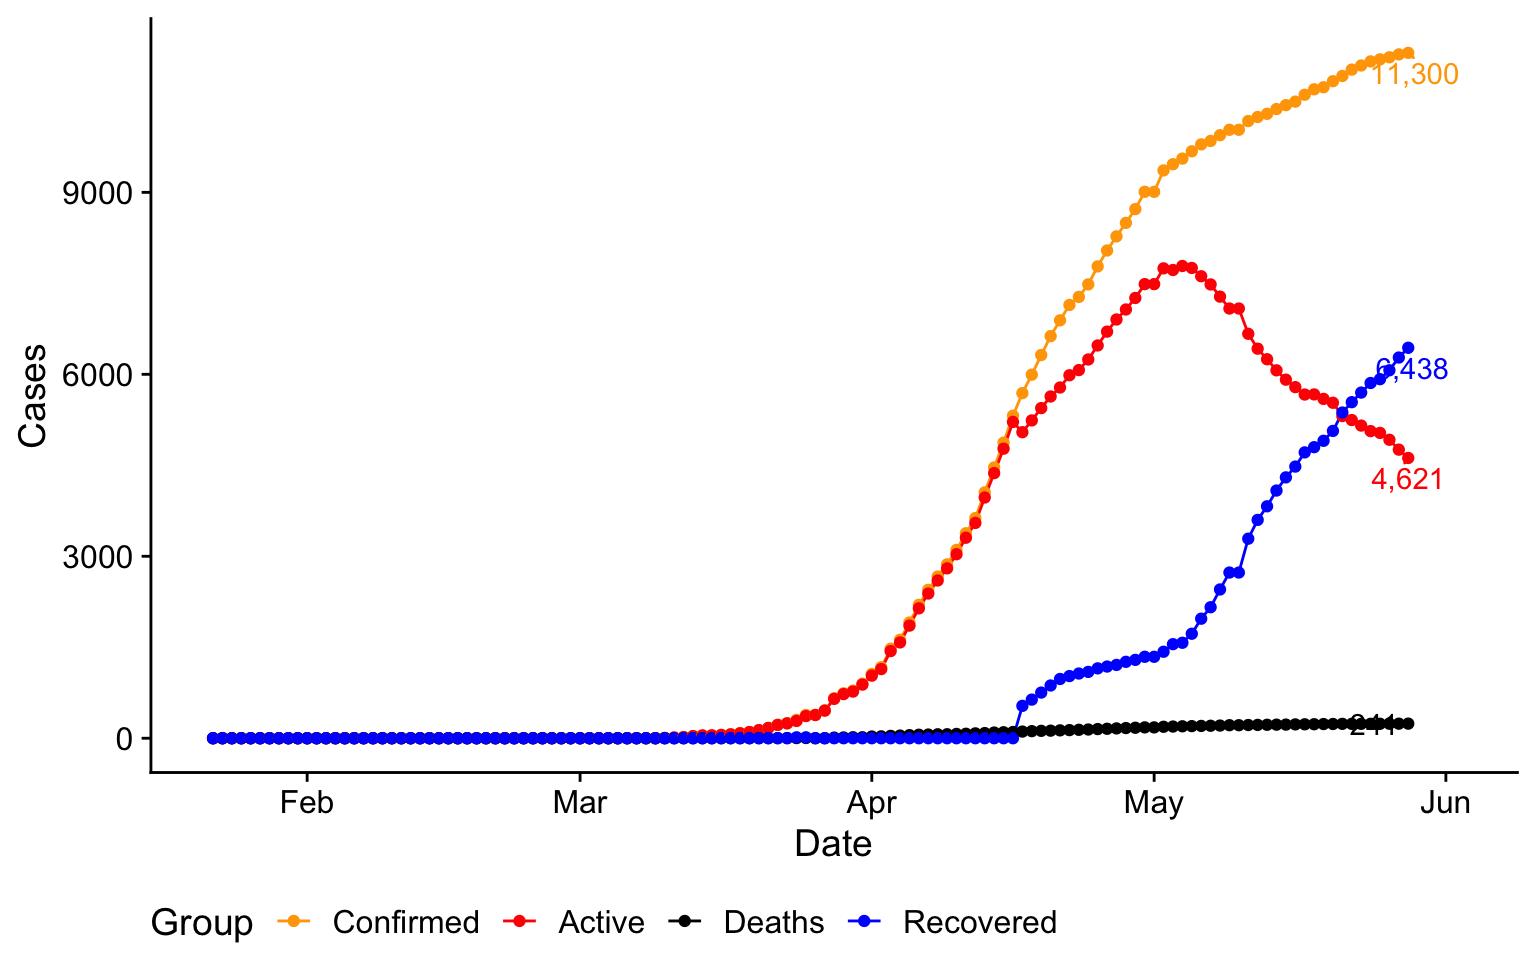 11,300
9000
6000
6,438
4,621
3000
241
0
Cases
Feb Mar Apr May Jun
Date
Group Confirmed Active Deaths Recovered